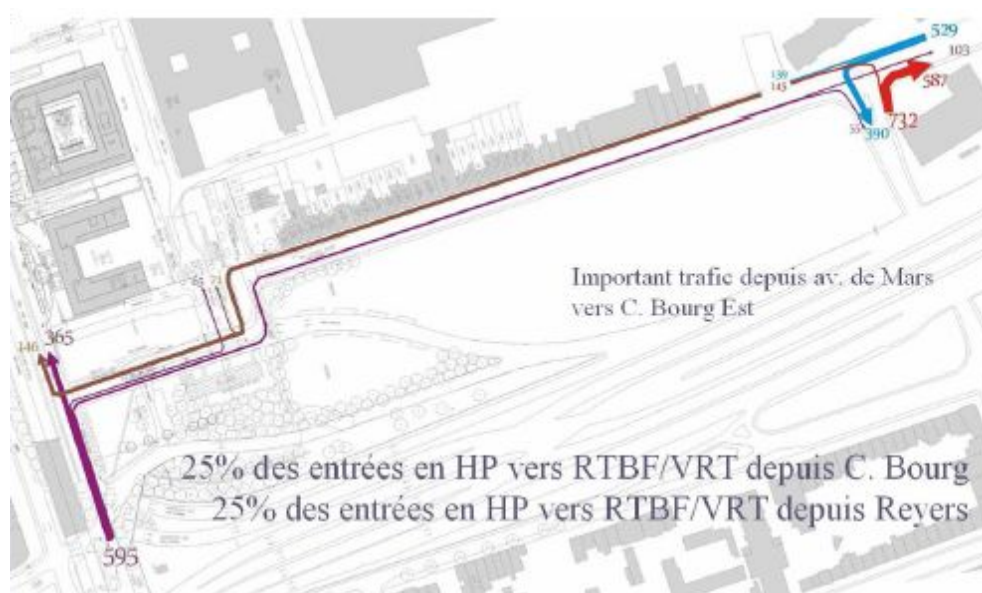 529
103
139
143
587
732
390
Important trafic depuis av. de Mars
vers C. Bourg Est
365
146
25% des entrées en HP vers RTBF/VRT depuis C. Bourg
25% des entrées en HP vers RTBF/VRT depuis Reyers
595